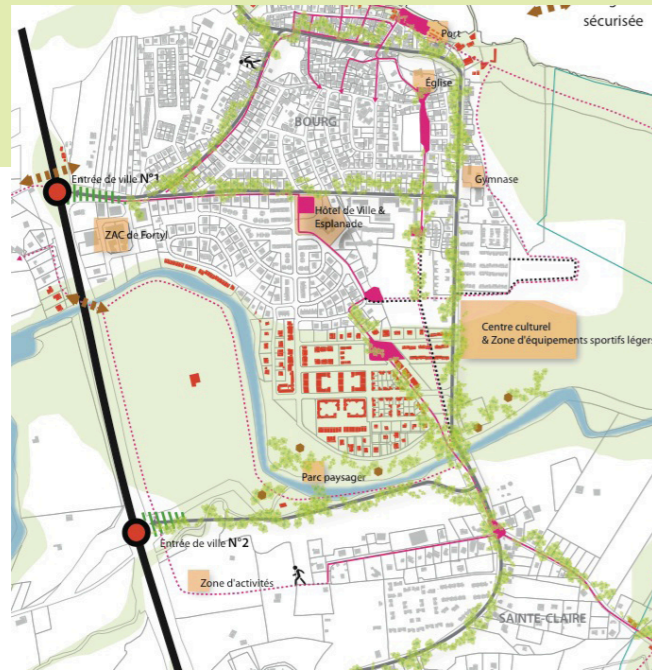 sécurisée
Port
Église
BOURG
Entrée de ville N°1
Gymnase
Hôtel de Ville &
Esplanade
ZAC de Fortyl
Centre culturel
& Zone d'équipements sportifs légers
Parc paysager
Entrée de ville N°2
Zone d'activités
SAINTE-CLAIRE